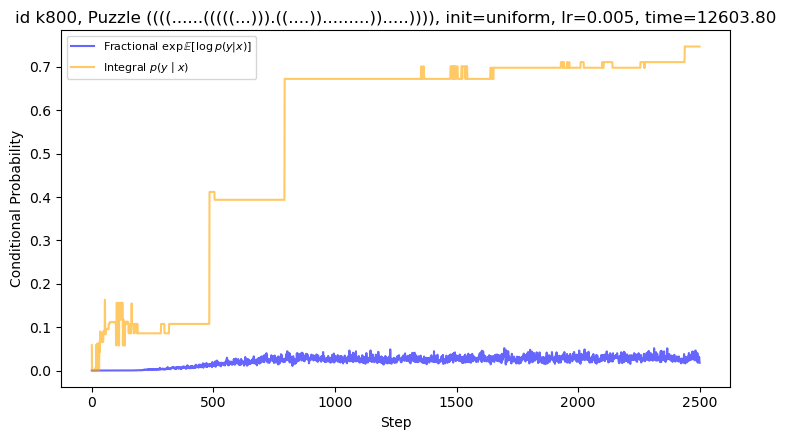 id k800, Puzzle ((((......(((((...))).((....)).........)).....)))), init=uniform, lr=0.005, time=12603.80
Fractional exp𝔼[log p(y|x)]
Integral p(y | x)
Conditional Probability
0.7
0.6
0.5
0.4
0.3
0.2
0.1
0.0
0 500 1000 1500 2000 2500
Step